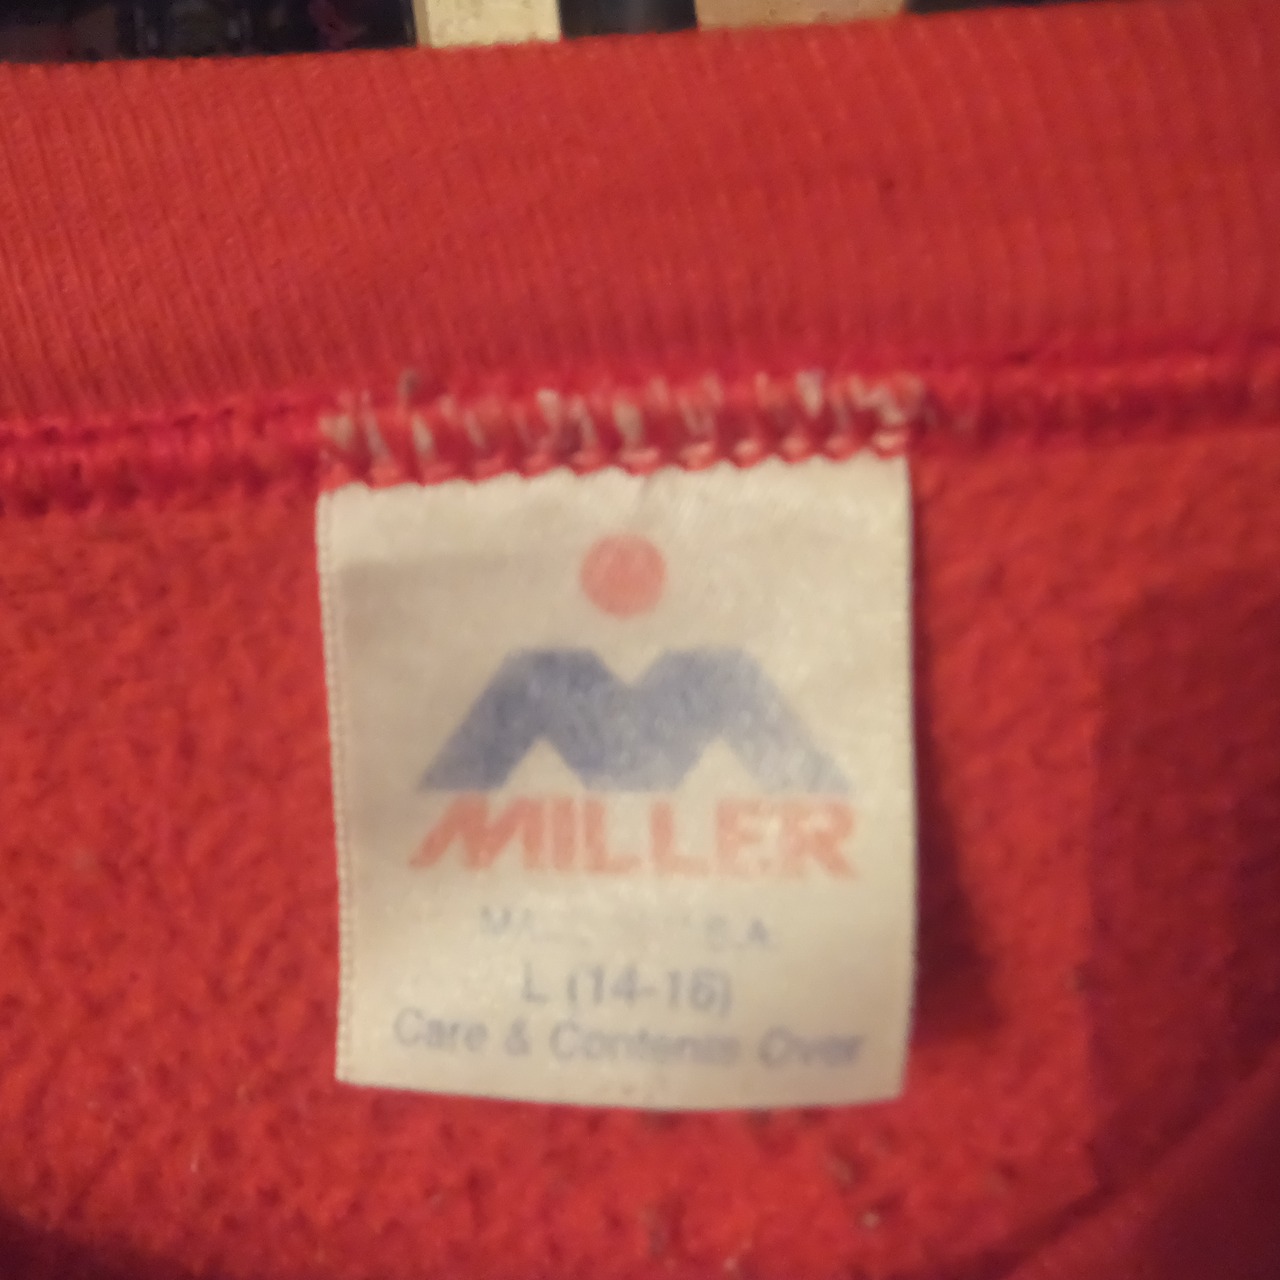 MILLER
L (14-16)
Care & Contents Over